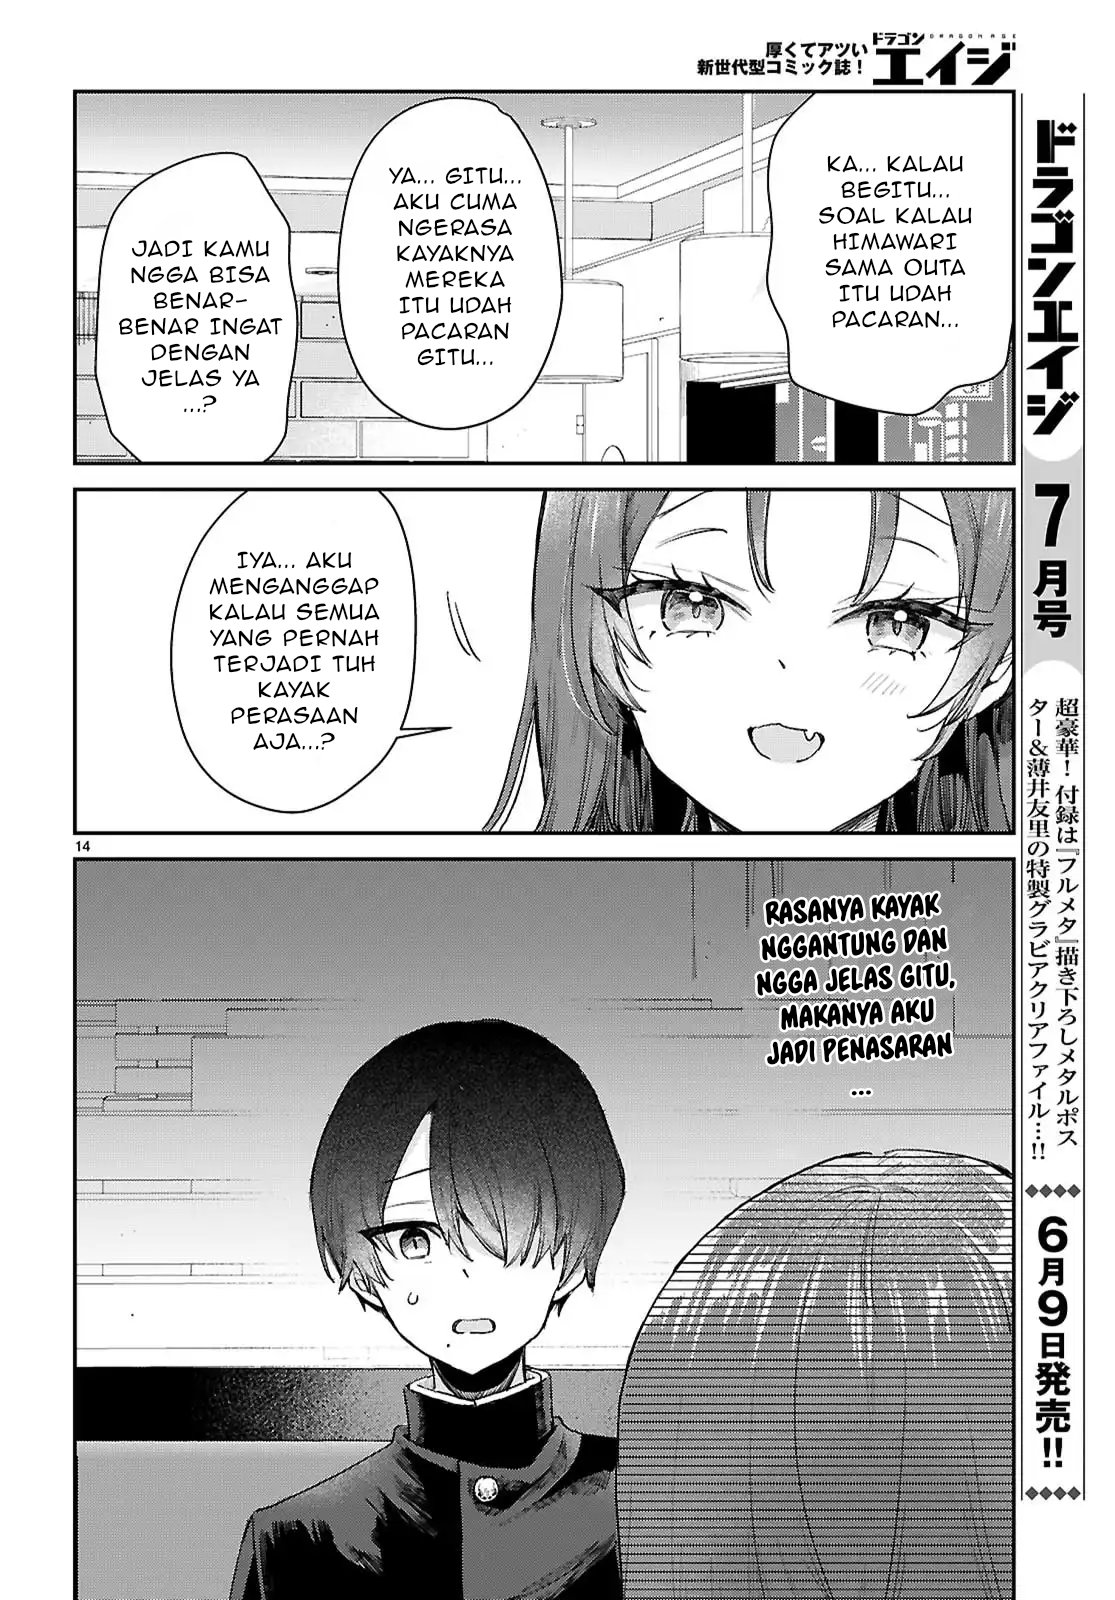 厚くてアツい
新世代型コミック誌！
ドラゴン
DRAGON AGE
エイジ
KA... KALAU
BEGITU...
SOAL KALAU
HIMAWARI
SAMA OUTA
ITU UDAH
PACARAN...
YA... GITU...
AKU CUMA
NGERASA
KAYAKNYA
MEREKA
ITU UDAH
PACARAN
GITU...
JADI KAMU
NGGA BISA
BENAR-
BENAR INGAT
DENGAN
JELAS YA
...?
IYA... AKU
MENGANGGAP
KALAU SEMUA
YANG PERNAH
TERJADI TUH
KAYAK
PERASAAN
AJA...?
14
RASANYA KAYAK
NGGANTUNG DAN
NGGA JELAS GITU,
MAKANYA AKU
JADI PENASARAN
...
ドラゴンエイジ
7月号
超豪華！付録は『フルメタ』描き下ろしメタルポス
ター&薄井友里の特製グラビアクリアファイル…!!
6月9日発売!!